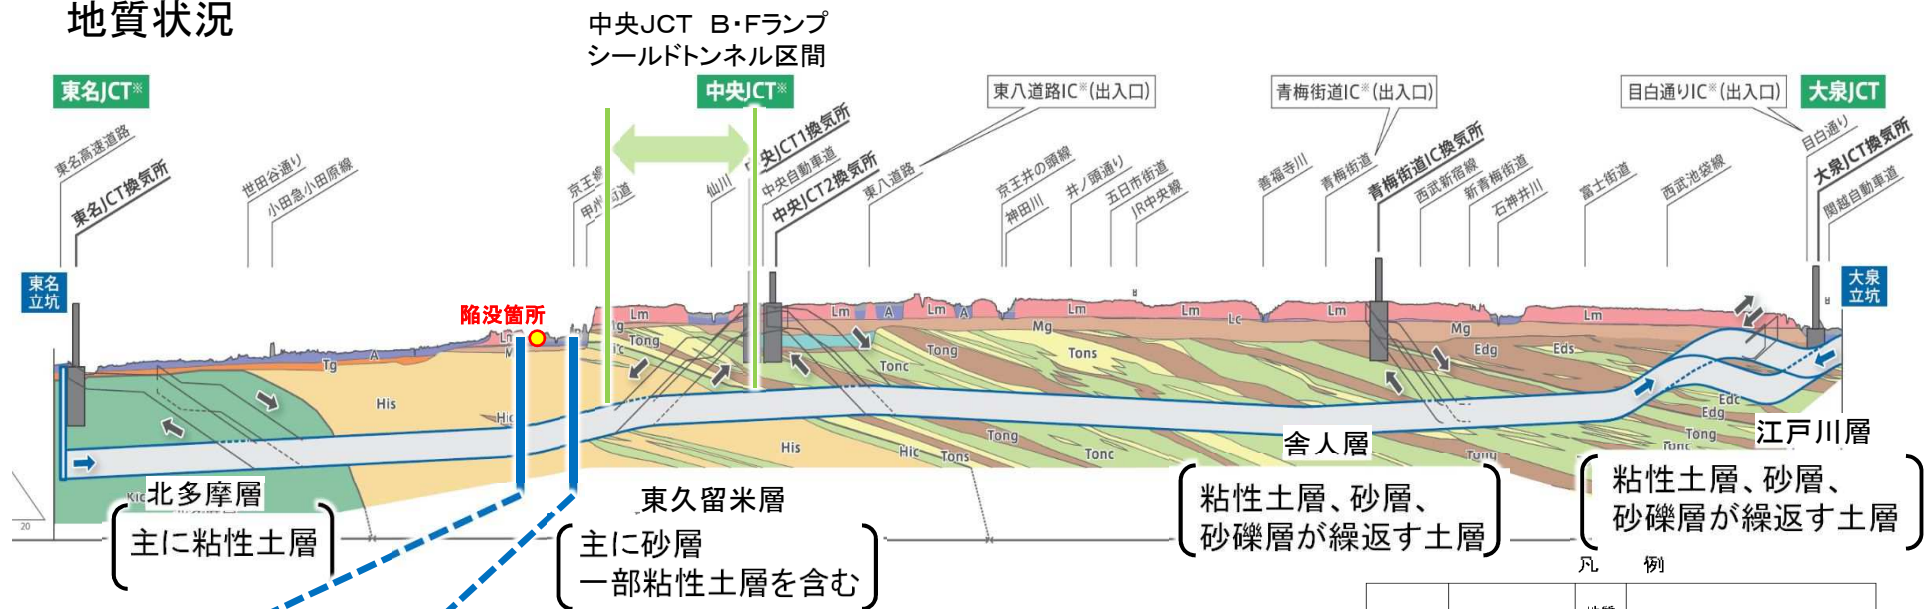 地質状況
中央JCT B・Fランプ
シールドトンネル区間
東名JCT※
中央JCT※
東八道路IC※(出入口)
青梅街道IC※(出入口)
目白通りIC※(出入口)
大泉JCT
東名高速道路
東名JCT換気所
世田谷通り
小田急小田原線
京王線
甲州街道
仙川
央JCT1換気所
中央自動車道
中央JCT2換気所
東八道路
京王井の頭線
神田川
井ノ頭通り
五日市街道
JR中央線
善福寺川
青梅街道
青梅街道IC換気所
西武新宿線
新青梅街道
石神井川
富士街道
西武池袋線
目白通り
大泉JCT換気所
関越自動車道
東名
立坑
陥没箇所
大泉
立坑
Lm
A
Lm
A
Lm
Lm
Lc
Lm
Lm
Tg
A
Tong
Tonc
Tong
Tons
Mg
Mg
Edg
Eds
His
His
Hic
Tons
Tong
Tonc
Edc
Edg
Tong
北多摩層
主に粘性土層
東久留米層
主に砂層
一部粘性土層を含む
舎人層
粘性土層、砂層、
砂礫層が繰返す土層
江戸川層
粘性土層、砂層、
砂礫層が繰返す土層
20
凡 例